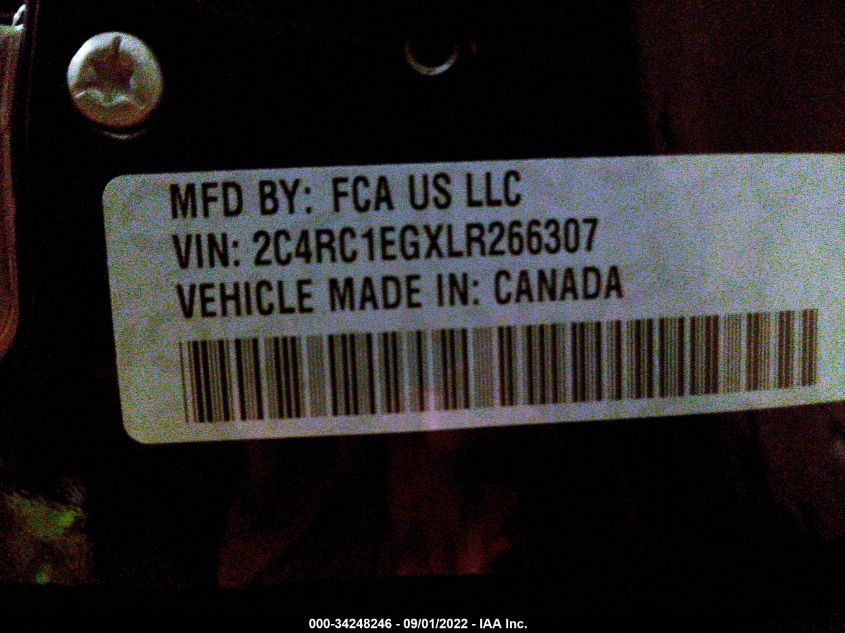 MFD BY: FCA US LLC
VIN: 2C4RC1EGXLR266307
VEHICLE MADE IN: CANADA
000-34248246 - 09/01/2022 - IAA Inc.